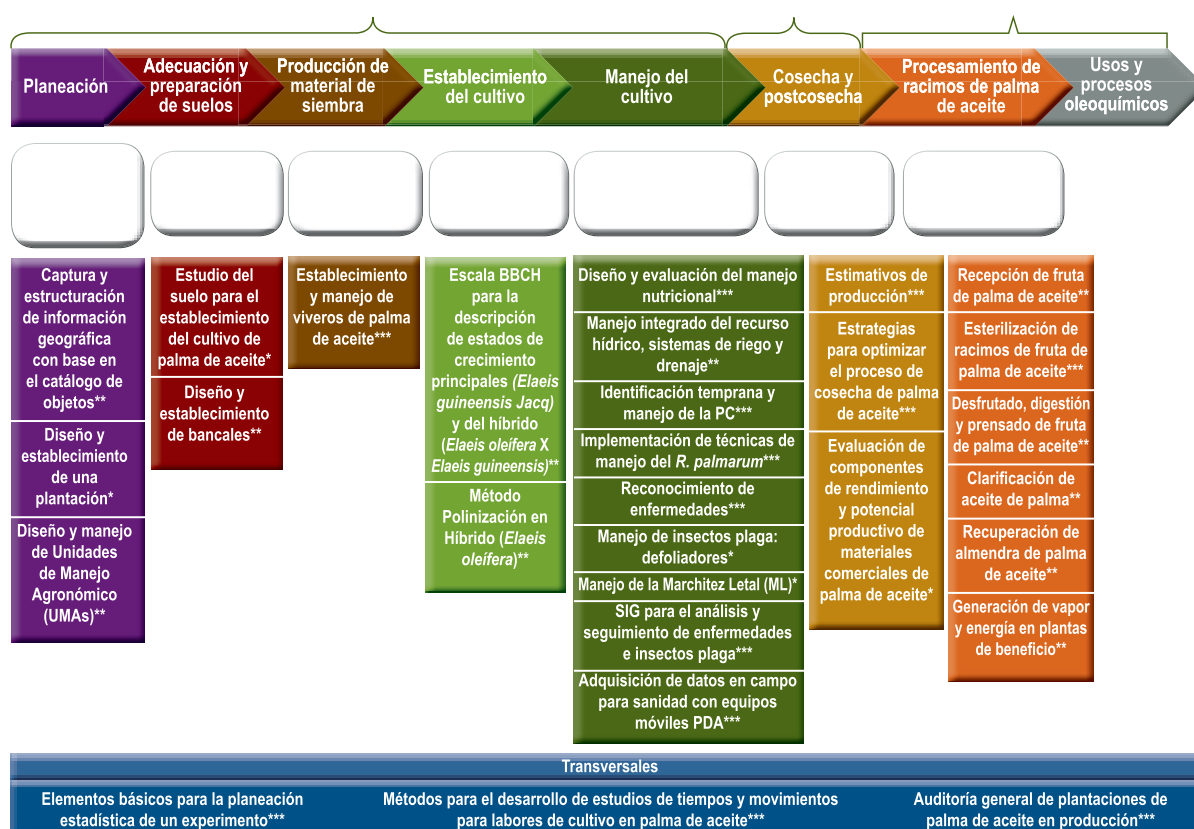 Planeación
Adecuación y
preparación
de suelos
Producción de
material de
siembra
Establecimiento
del cultivo
Manejo del
cultivo
Cosecha y
postcosecha
Procesamiento de
racimos de palma
de aceite
Usos y
procesos
oleoquímicos
Captura y
estructuración
de información
geográfica
con base en
el catálogo de
objetos**
Diseño y
establecimiento
de una
plantación*
Diseño y manejo
de Unidades
de Manejo
Agronómico
(UMAs)**
Estudio del
suelo para el
establecimiento
del cultivo de
palma de aceite*
Diseño y
establecimiento
de bancales**
Establecimiento
y manejo de
viveros de palma
de aceite***
Escala BBCH
para la
descripción
de estados de
crecimiento
principales (Elaeis
guineensis Jacq)
y del híbrido
(Elaeis oleífera X
Elaeis guineensis)**
Método
Polinización en
Híbrido (Elaeis
oleífera)**
Diseño y evaluación del manejo
nutricional***
Manejo integrado del recurso
hídrico, sistemas de riego y
drenaje**
Identificación temprana y
manejo de la PC***
Implementación de técnicas de
manejo del R. palmarum***
Reconocimiento de
enfermedades***
Manejo de insectos plaga:
defoliadores*
Manejo de la Marchitez Letal (ML)*
SIG para el análisis y
seguimiento de enfermedades
e insectos plaga***
Adquisición de datos en campo
para sanidad con equipos
móviles PDA***
Estimativos de
producción***
Estrategias
para optimizar
el proceso de
cosecha de palma
de aceite***
Evaluación de
componentes
de rendimiento
y potencial
productivo de
materiales
comerciales de
palma de aceite*
Recepción de fruta
de palma de aceite**
Esterilización de
racimos de fruta de
palma de aceite***
Desfrutado, digestión
y prensado de fruta
de palma de aceite**
Clarificación de
aceite de palma**
Recuperación de
almendra de palma
de aceite**
Generación de vapor
y energía en plantas
de beneficio**
Transversales
Elementos básicos para la planeación
estadística de un experimento***
Métodos para el desarrollo de estudios de tiempos y movimientos
para labores de cultivo en palma de aceite***
Auditoría general de plantaciones de
palma de aceite en producción***